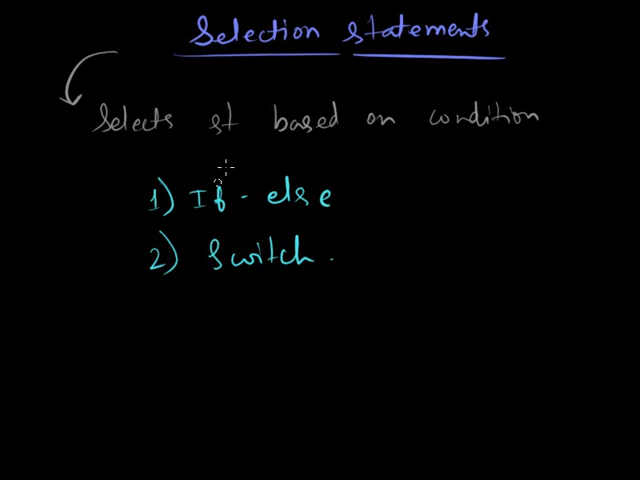 Selection statements
Selects st. based on condition
1) If - else
2) Switch.